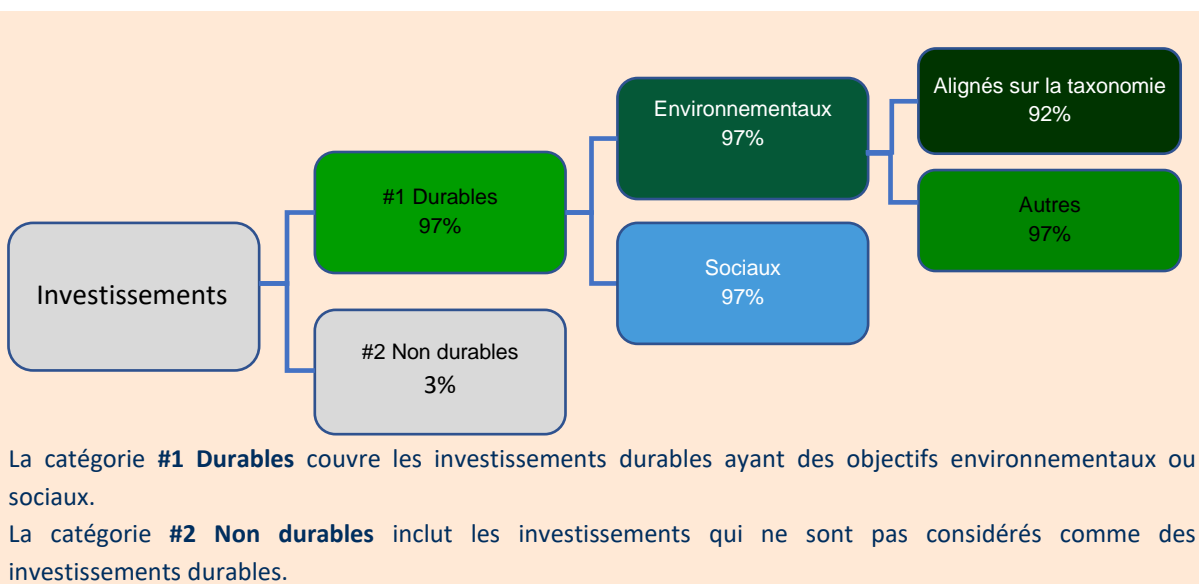 Investissements
#1 Durables
97%
#2 Non durables
3%
Environnementaux
97%
Sociaux
97%
Alignés sur la taxonomie
92%
Autres
97%
La catégorie #1 Durables couvre les investissements durables ayant des objectifs environnementaux ou
sociaux.
La catégorie #2 Non durables inclut les investissements qui ne sont pas considérés comme des
investissements durables.